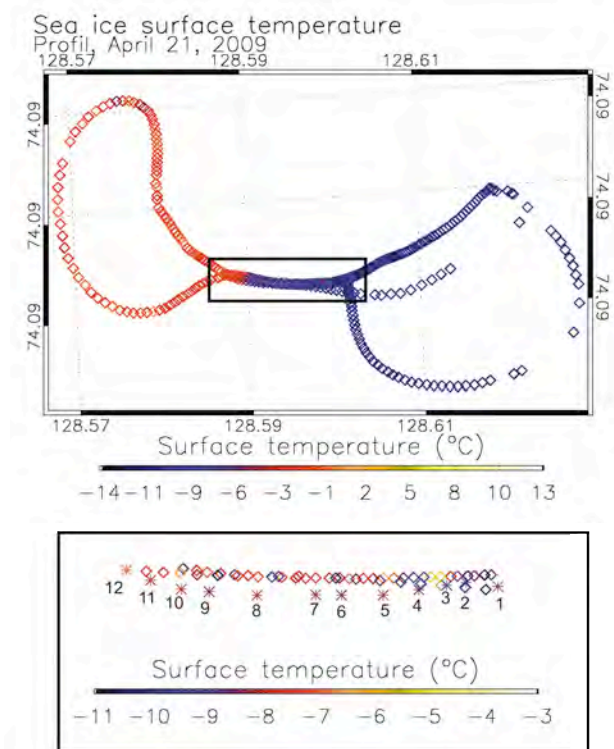 Sea ice surface temperature
Profil, April 21, 2009
128.57 128.59 128.61
74.09 74.09
74.09 74.09
74.09 74.09
128.57 128.59 128.61
Surface temperature (°C)
−14 −11 −9 −6 −3 −1 2 5 8 10 13
12 11 10 9 8 7 6 5 4 3 2 1
Surface temperature (°C)
−11 −10 −9 −8 −7 −6 −5 −4 −3